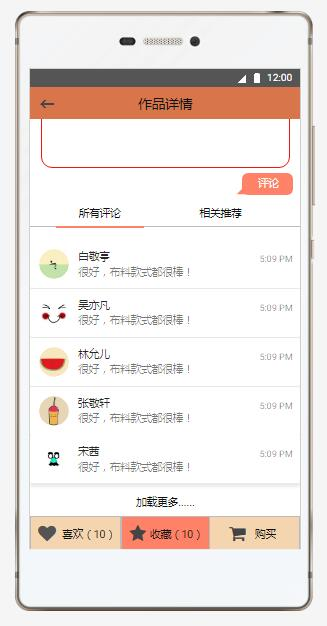 12:00
作品详情
评论
所有评论 相关推荐
白敬亭 5:09.PM
很好，布料款式都很棒！
吴亦凡 5:09.PM
很好，布料款式都很棒！
林允儿 5:09.PM
很好，布料款式都很棒！
张敬轩 5:09.PM
很好，布料款式都很棒！
宋茜 5:09.PM
很好，布料款式都很棒！
加载更多......
喜欢（10） 收藏（10） 购买